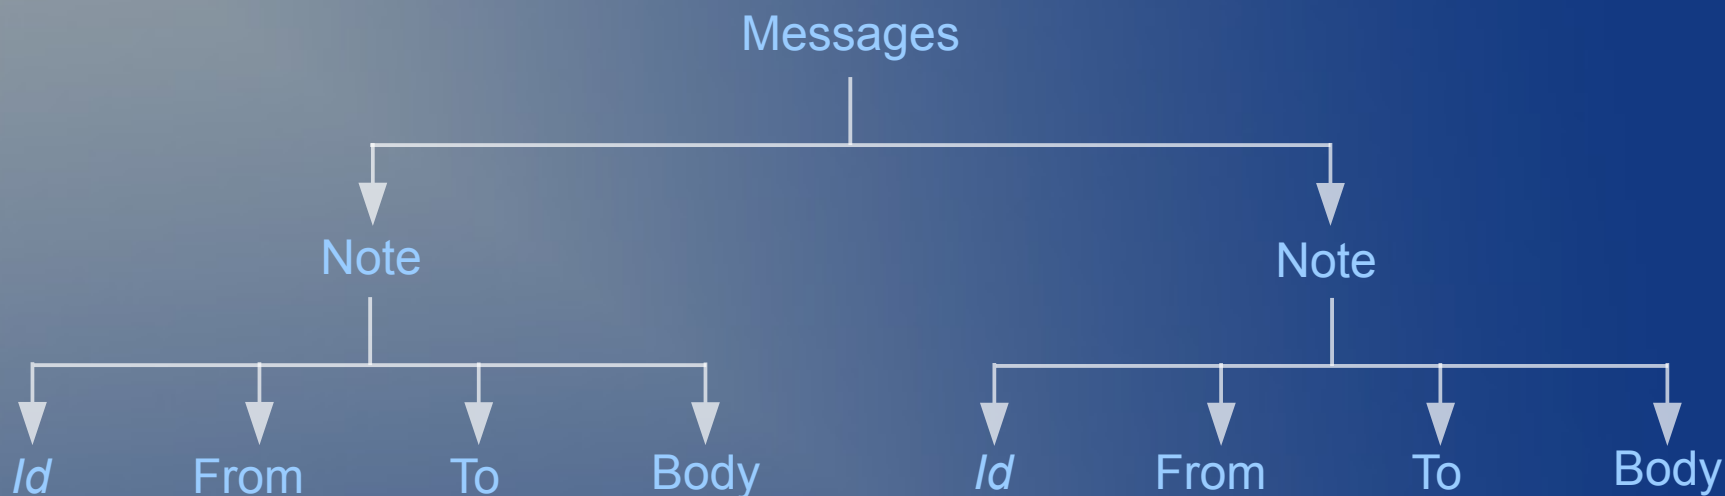 Messages
Note Note
Id From To Body Id From To Body